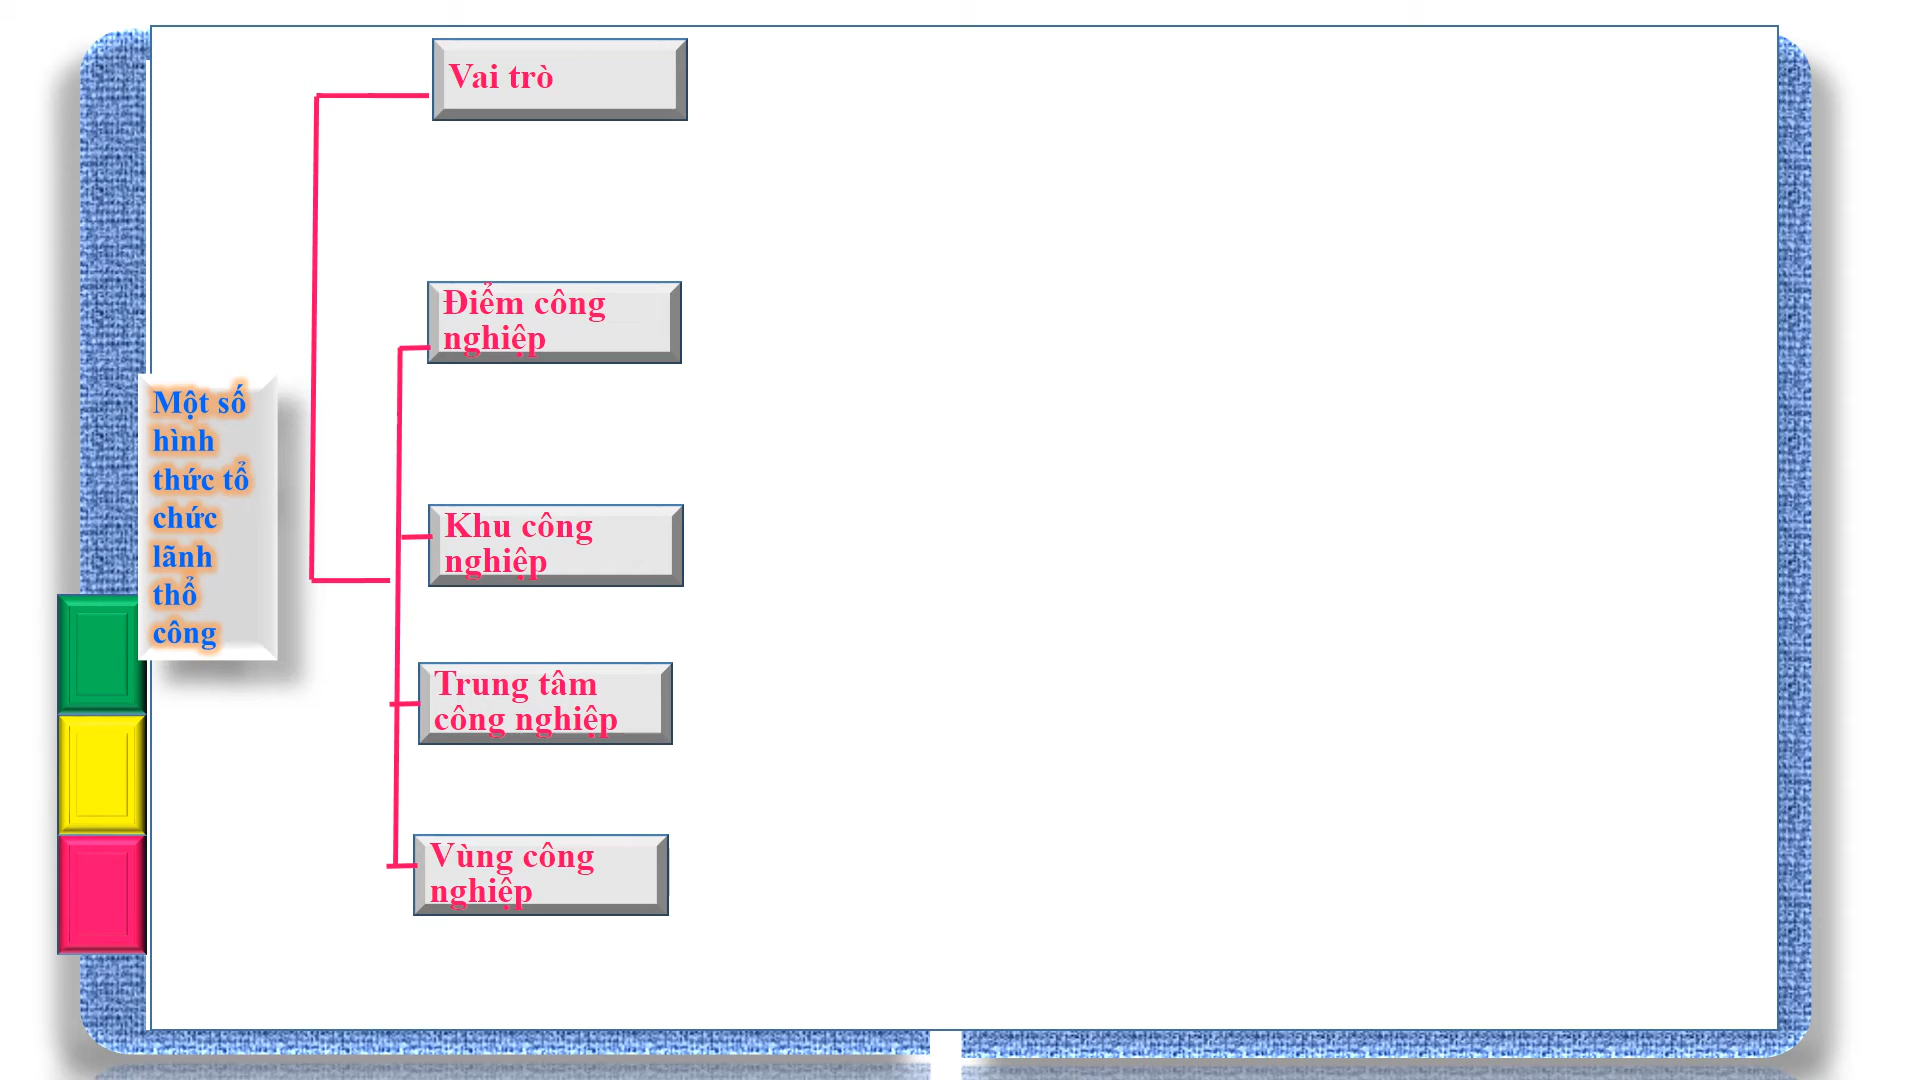 Vai trò
Điểm công
nghiệp
Một số
hình
thức tổ
chức
lãnh
thổ
công
Khu công
nghiệp
Trung tâm
công nghiệp
Vùng công
nghiệp